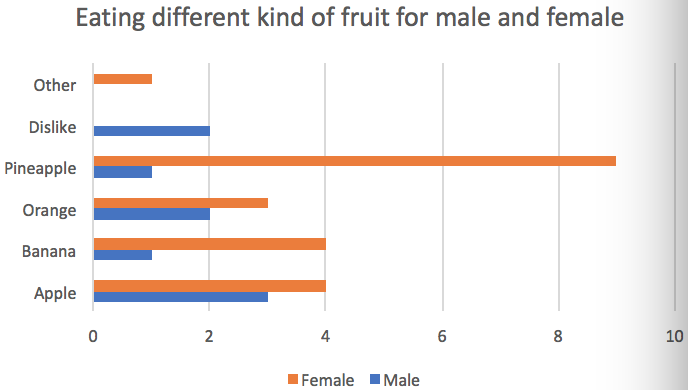 Eating different kind of fruit for male and female
Other
Dislike
Pineapple
Orange
Banana
Apple
0 2 4 6 8 10
Female Male